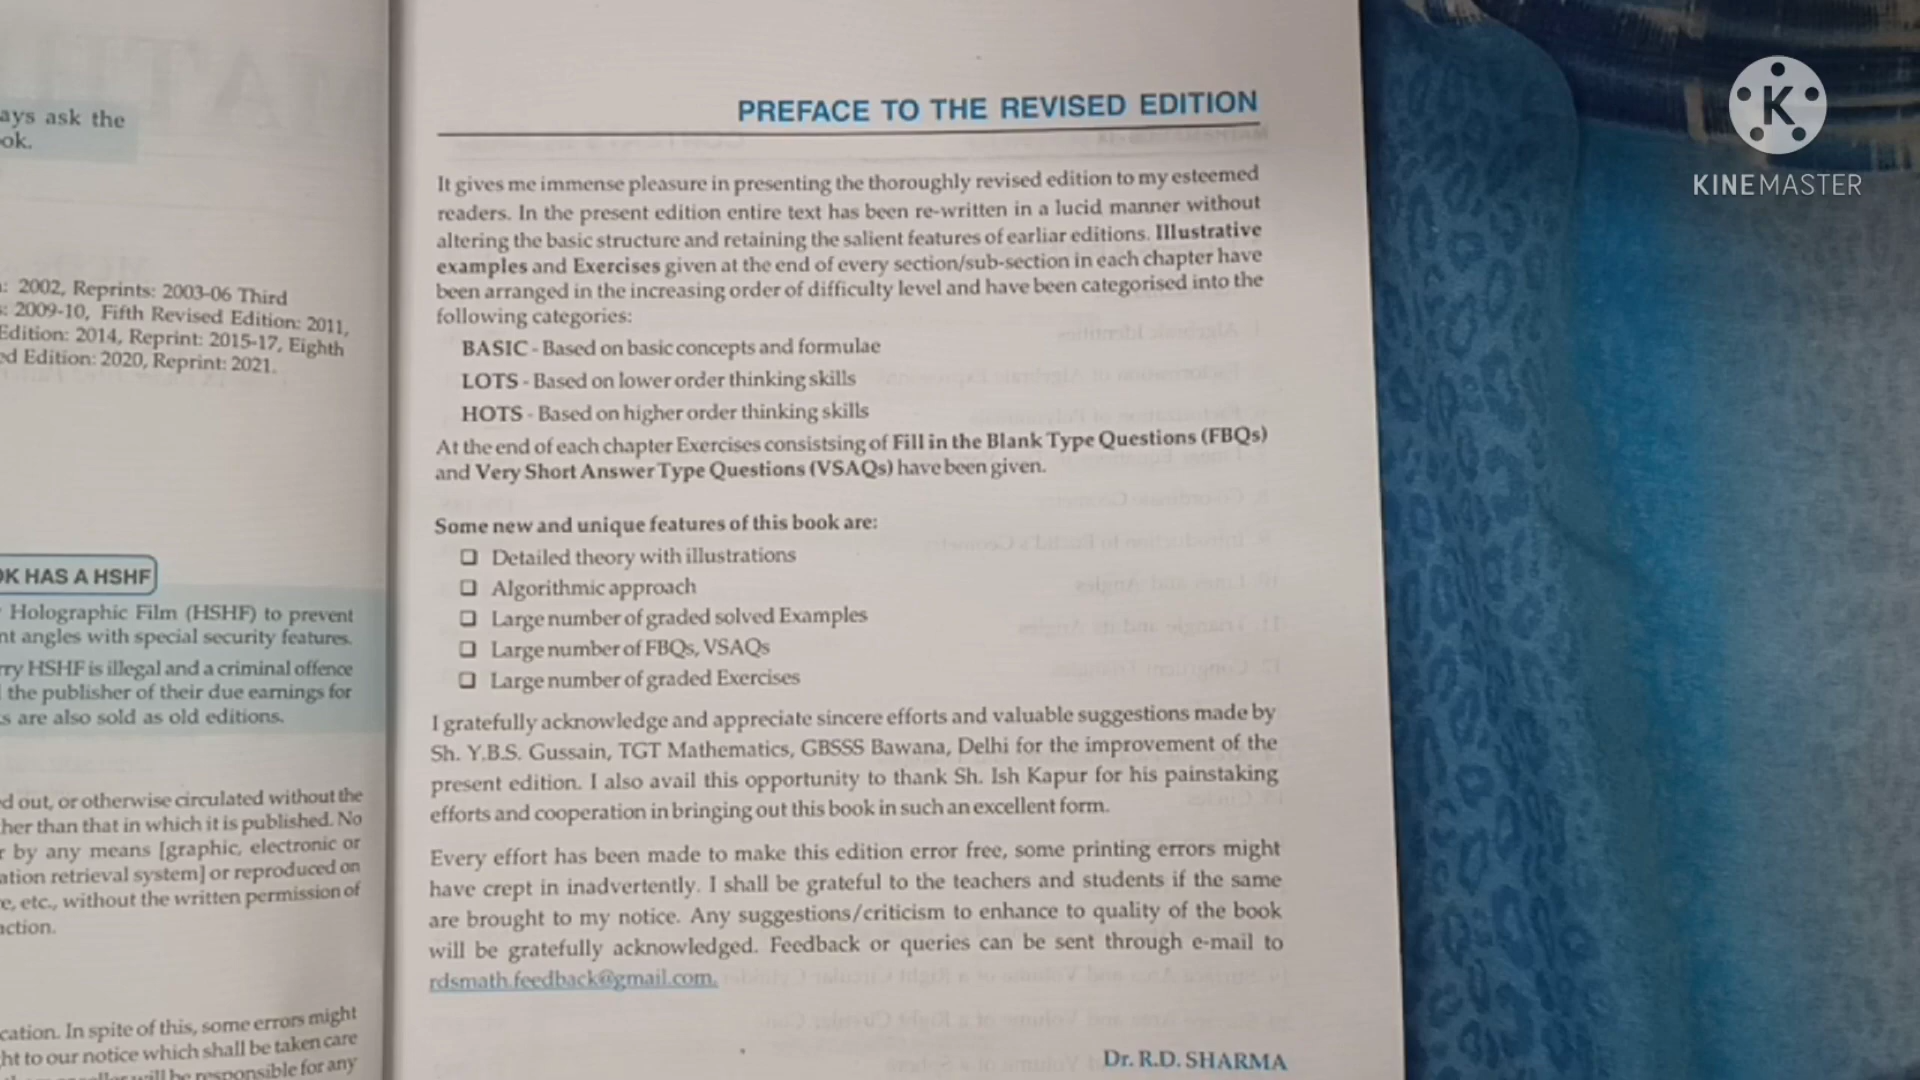 ays ask the
ok.
: 2002, Reprints: 2003-06 Third
: 2009-10, Fifth Revised Edition: 2011,
Edition: 2014, Reprint: 2015-17, Eighth
ed Edition: 2020, Reprint: 2021.
OK HAS A HSHF
Holographic Film (HSHF) to prevent
nt angles with special security features.
rry HSHF is illegal and a criminal offence
the publisher of their due earnings for
s are also sold as old editions.
d out, or otherwise circulated without the
her than that in which it is published. No
r by any means [graphic, electronic or
ation retrieval system] or reproduced on
e, etc., without the written permission of
action.
cation. In spite of this, some errors might
ht to our notice which shall be taken care
will be responsible for any
PREFACE TO THE REVISED EDITION
It gives me immense pleasure in presenting the thoroughly revised edition to my esteemed
readers. In the present edition entire text has been re-written in a lucid manner without
altering the basic structure and retaining the salient features of earliar editions. Illustrative
examples and Exercises given at the end of every section/sub-section in each chapter have
been arranged in the increasing order of difficulty level and have been categorised into the
following categories:
BASIC - Based on basic concepts and formulae
LOTS - Based on lower order thinking skills
HOTS - Based on higher order thinking skills
At the end of each chapter Exercises consistsing of Fill in the Blank Type Questions (FBQs)
and Very Short Answer Type Questions (VSAQs) have been given.
Some new and unique features of this book are:
❑ Detailed theory with illustrations
❑ Algorithmic approach
❑ Large number of graded solved Examples
❑ Large number of FBQs, VSAQs
❑ Large number of graded Exercises
I gratefully acknowledge and appreciate sincere efforts and valuable suggestions made by
Sh. Y.B.S. Gussain, TGT Mathematics, GBSSS Bawana, Delhi for the improvement of the
present edition. I also avail this opportunity to thank Sh. Ish Kapur for his painstaking
efforts and cooperation in bringing out this book in such an excellent form.
Every effort has been made to make this edition error free, some printing errors might
have crept in inadvertently. I shall be grateful to the teachers and students if the same
are brought to my notice. Any suggestions/criticism to enhance to quality of the book
will be gratefully acknowledged. Feedback or queries can be sent through e-mail to
rdsmath.feedback@gmail.com.
Dr. R.D. SHARMA
K
KINEMASTER